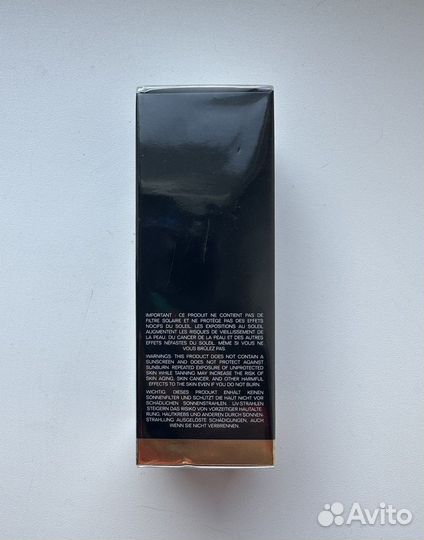 IMPORTANT : CE PRODUIT NE CONTIENT PAS DE
FILTRE SOLAIRE ET NE PROTÈGE PAS DES EFFETS
NOCIFS DU SOLEIL. LES EXPOSITIONS AU SOLEIL
AUGMENTENT LES RISQUES DE VIEILLISSEMENT DE
LA PEAU, DU CANCER DE LA PEAU ET DES AUTRES
EFFETS NÉFASTES DU SOLEIL, MÊME SI VOUS NE
VOUS BRÛLEZ PAS.
WARNINGS: THIS PRODUCT DOES NOT CONTAIN A
SUNSCREEN AND DOES NOT PROTECT AGAINST
SUNBURN. REPEATED EXPOSURE OF UNPROTECTED
SKIN WHILE TANNING MAY INCREASE THE RISK OF
SKIN AGING, SKIN CANCER, AND OTHER HARMFUL
EFFECTS TO THE SKIN EVEN IF YOU DO NOT BURN.
WICHTIG: DIESES PRODUKT ENHÄLT KEINEN
SONNENFILTER UND SCHÜTZT DIE HAUT NICHT VOR
SCHÄDLICHEN SONNENSTRAHLEN. UV-STRAHLEN
STEIGERN DAS RISIKO VON VORZEITIGER HAUTALTE-
RUNG, HAUTKREBS UND ANDEREN DURCH SONNEN-
STRAHLUNG AUSGELÖSTE SCHÄDIGUNGEN, AUCH
WENN SIE NICHT VERBRENNEN.
Avito